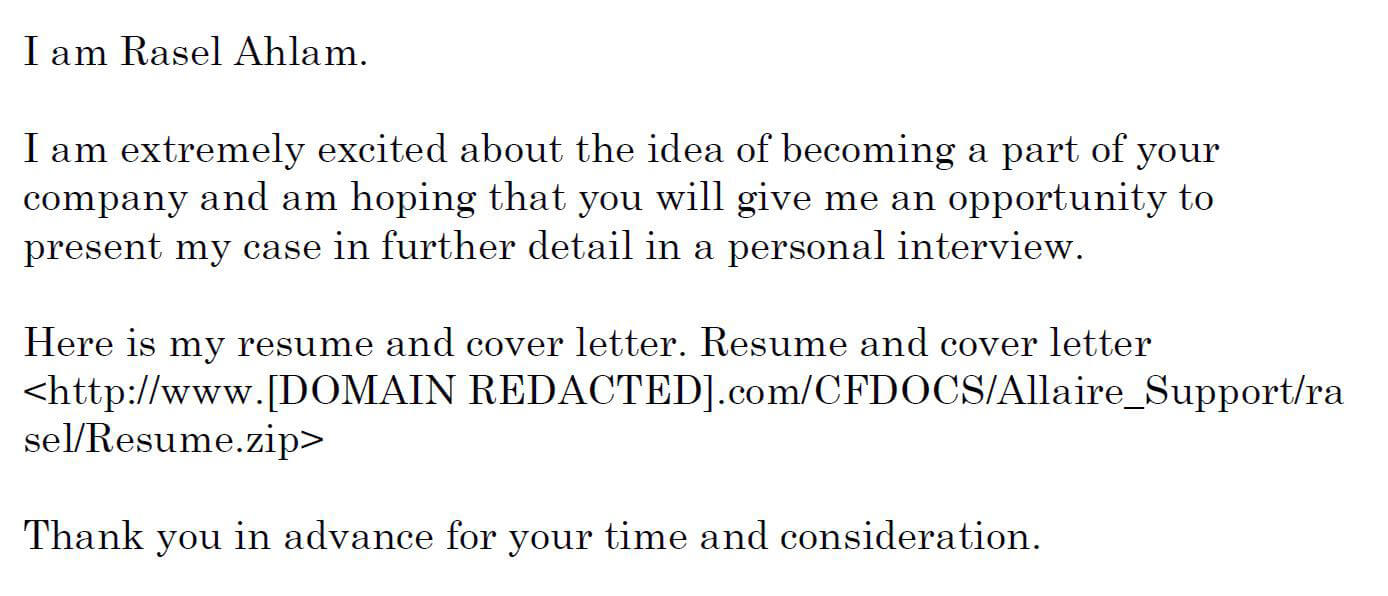 I am Rasel Ahlam.
I am extremely excited about the idea of becoming a part of your
company and am hoping that you will give me an opportunity to
present my case in further detail in a personal interview.
Here is my resume and cover letter. Resume and cover letter
<http://www.[DOMAIN REDACTED].com/CFDOCS/Allaire_Support/ra
sel/Resume.zip>
Thank you in advance for your time and consideration.